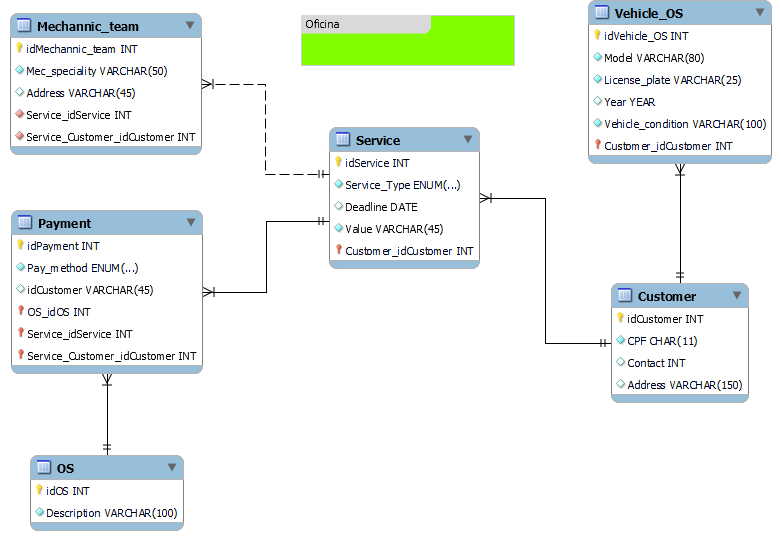 Mechannic_team
idMechannic_team INT
Mec_speciality VARCHAR(50)
Address VARCHAR(45)
Service_idService INT
Service_Customer_idCustomer INT
Oficina
Vehicle_OS
idVehicle_OS INT
Model VARCHAR(80)
License_plate VARCHAR(25)
Year YEAR
Vehicle_condition VARCHAR(100)
Customer_idCustomer INT
Service
idService INT
Service_Type ENUM(...)
Deadline DATE
Value VARCHAR(45)
Customer_idCustomer INT
Payment
idPayment INT
Pay_method ENUM(...)
idCustomer VARCHAR(45)
OS_idOS INT
Service_idService INT
Service_Customer_idCustomer INT
Customer
idCustomer INT
CPF CHAR(11)
Contact INT
Address VARCHAR(150)
OS
idOS INT
Description VARCHAR(100)